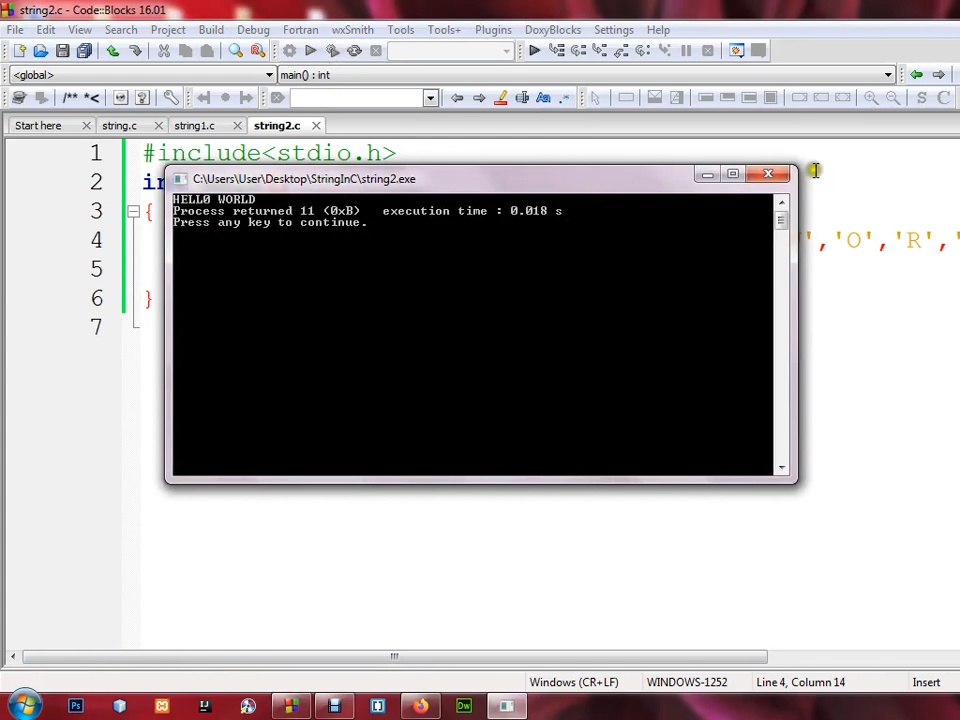 string2.c - Code::Blocks 16.01
File Edit View Search Project Build Debug Fortran wxSmith Tools Tools+ Plugins DoxyBlocks Settings Help
<global> main() : int
/** *< S C
Start here string.c string1.c string2.c
1 #include<stdio.h>
2
3 {
4 ','O','R','
5
6 }
7
C:\Users\User\Desktop\StringInC\string2.exe
HELL0 WORLD
Process returned 11 (0xB) execution time : 0.018 s
Press any key to continue.
Windows (CR+LF) WINDOWS-1252 Line 4, Column 14 Insert
Ps Dw